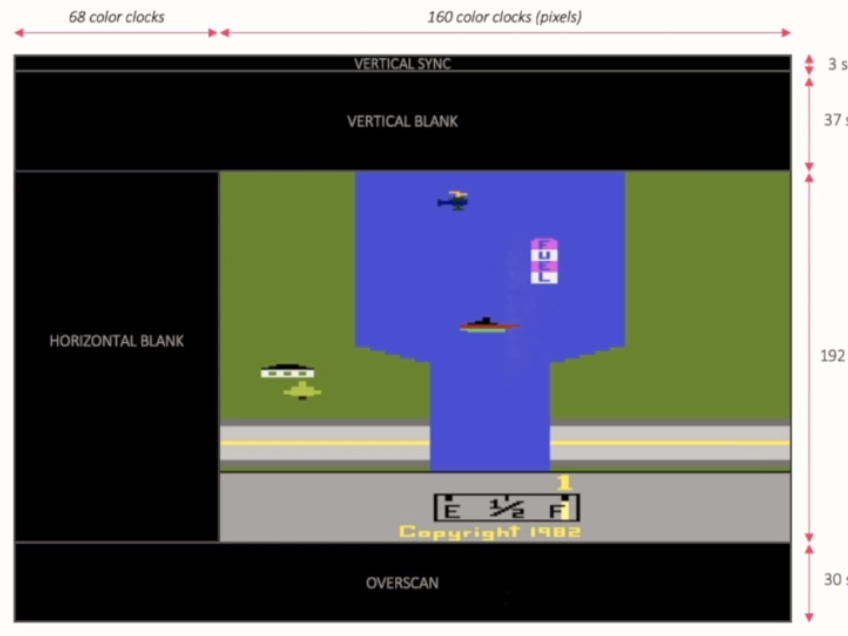 68 color clocks
160 color clocks (pixels)
VERTICAL SYNC
3 s
VERTICAL BLANK
37 s
FUEL
HORIZONTAL BLANK
192
1
E 1/2 F
Copyright 1982
OVERSCAN
30 s